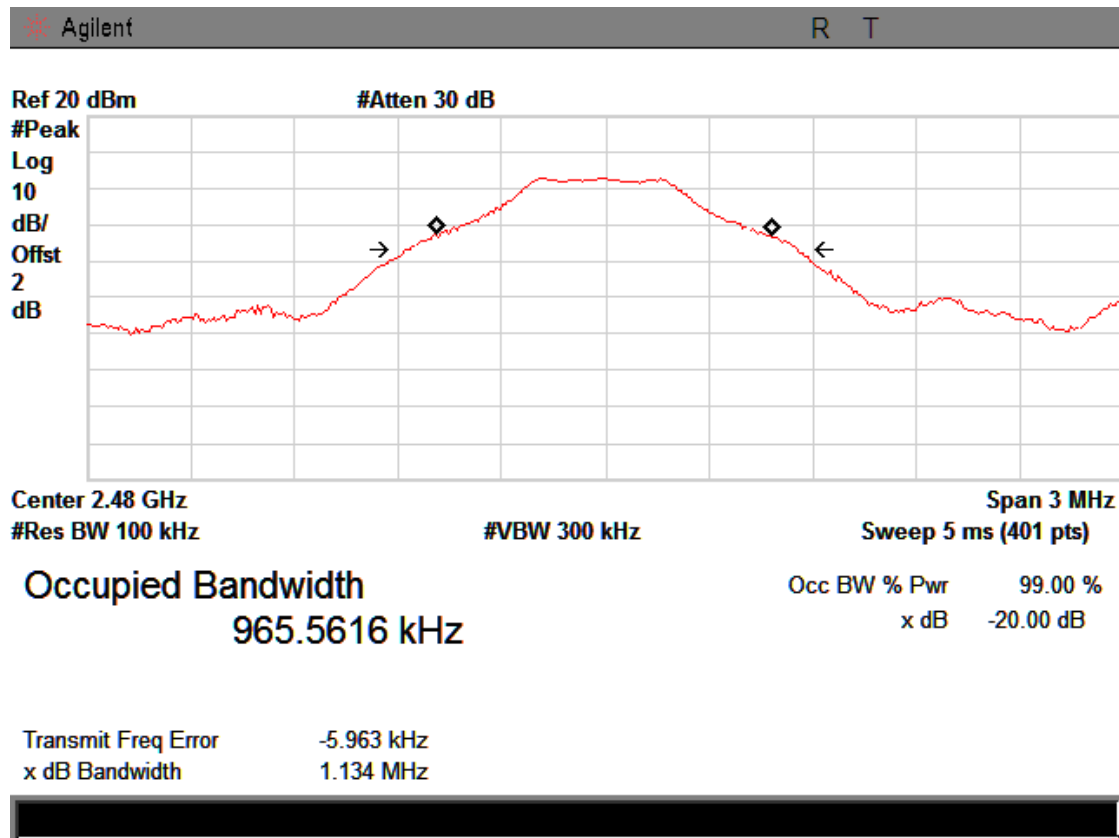 Agilent R T
Ref 20 dBm #Atten 30 dB
#Peak
Log
10
dB/
Offst
2
dB
Center 2.48 GHz Span 3 MHz
#Res BW 100 kHz #VBW 300 kHz Sweep 5 ms (401 pts)
Occupied Bandwidth Occ BW % Pwr 99.00 %
965.5616 kHz x dB -20.00 dB
Transmit Freq Error -5.963 kHz
x dB Bandwidth 1.134 MHz